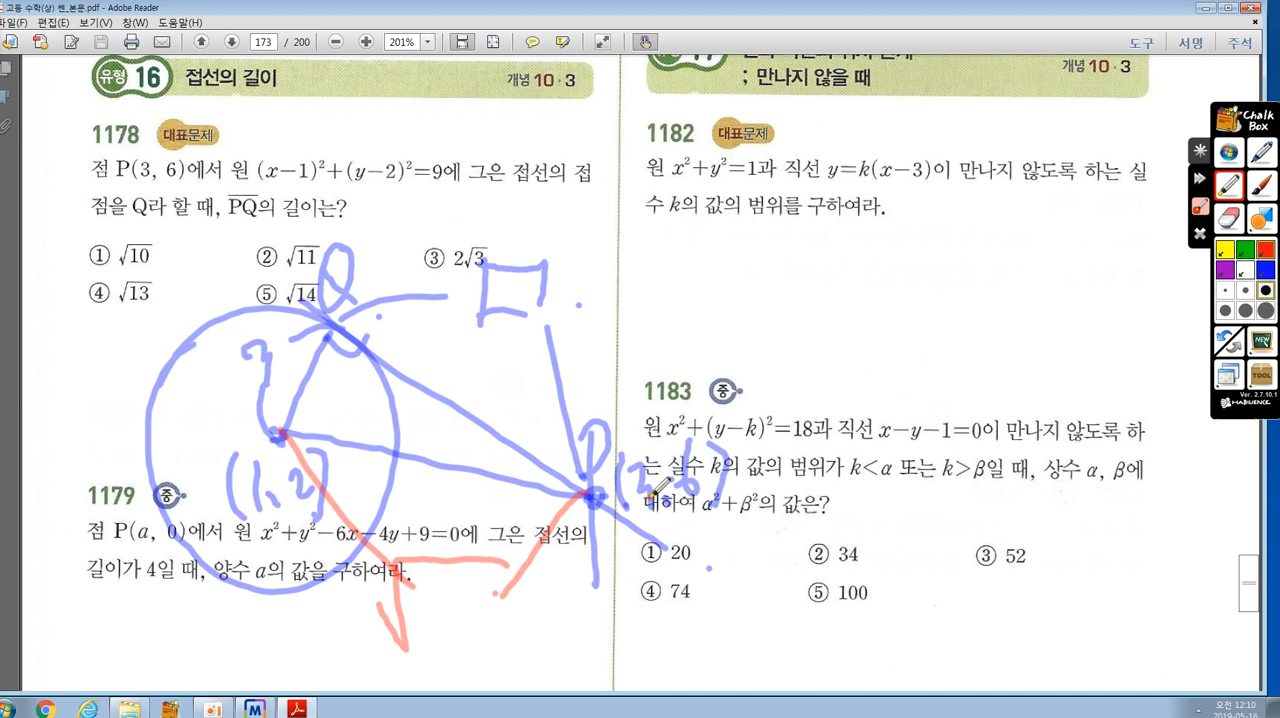 고등 수학(상) 쎈_본문.pdf - Adobe Reader
파일(F) 편집(E) 보기(V) 창(W) 도움말(H)
173 / 200 201% 도구 서명 주석
유형 16 접선의 길이 개념 10·3
1178 대표문제
점 P(3, 6)에서 원 (x-1)²+(y-2)²=9에 그은 접선의 접
점을 Q라 할 때, PQ의 길이는?
① √10 ② √11 ③ 2√3
④ √13 ⑤ √14
Q
3
P
(1, 2)
(3, 6)
1179 중
점 P(a, 0)에서 원 x²+y²-6x-4y+9=0에 그은 접선의
길이가 4일 때, 양수 a의 값을 구하여라.
; 만나지 않을 때 개념 10·3
1182 대표문제
원 x²+y²=1과 직선 y=k(x-3)이 만나지 않도록 하는 실
수 k의 값의 범위를 구하여라.
1183 중
원 x²+(y-k)²=18과 직선 x-y-1=0이 만나지 않도록 하
는 실수 k의 값의 범위가 k<α 또는 k>β일 때, 상수 α, β에
대하여 α²+β²의 값은?
① 20 ② 34 ③ 52
④ 74 ⑤ 100
Chalk
Box
NEW
TOOL
Ver. 2.7.10.1
HABILIENCE
오전 12:10
2019-05-16